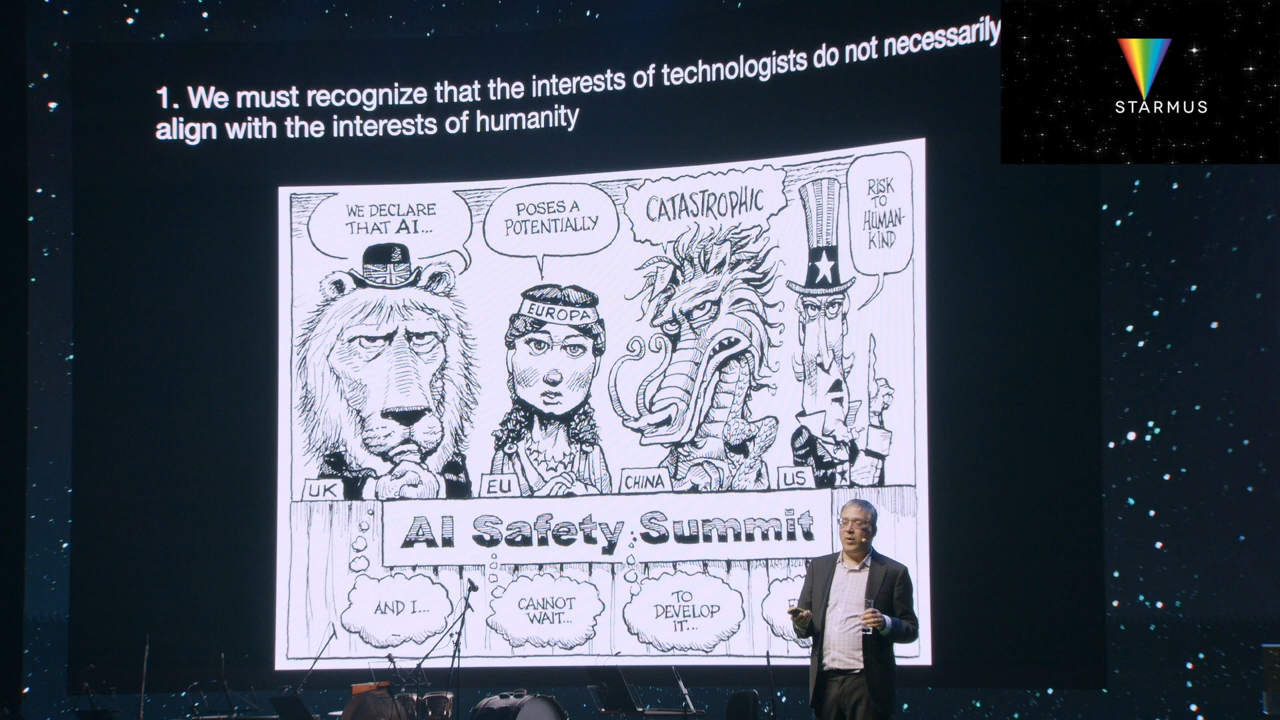 1. We must recognize that the interests of technologists do not necessarily
align with the interests of humanity
STARMUS
WE DECLARE
THAT AI...
POSES A
POTENTIALLY
CATASTROPHIC
RISK
TO
HUMAN-
KIND
EUROPA
UK
EU
CHINA
US
AI Safety Summit
AND I...
CANNOT
WAIT...
TO
DEVELOP
IT...